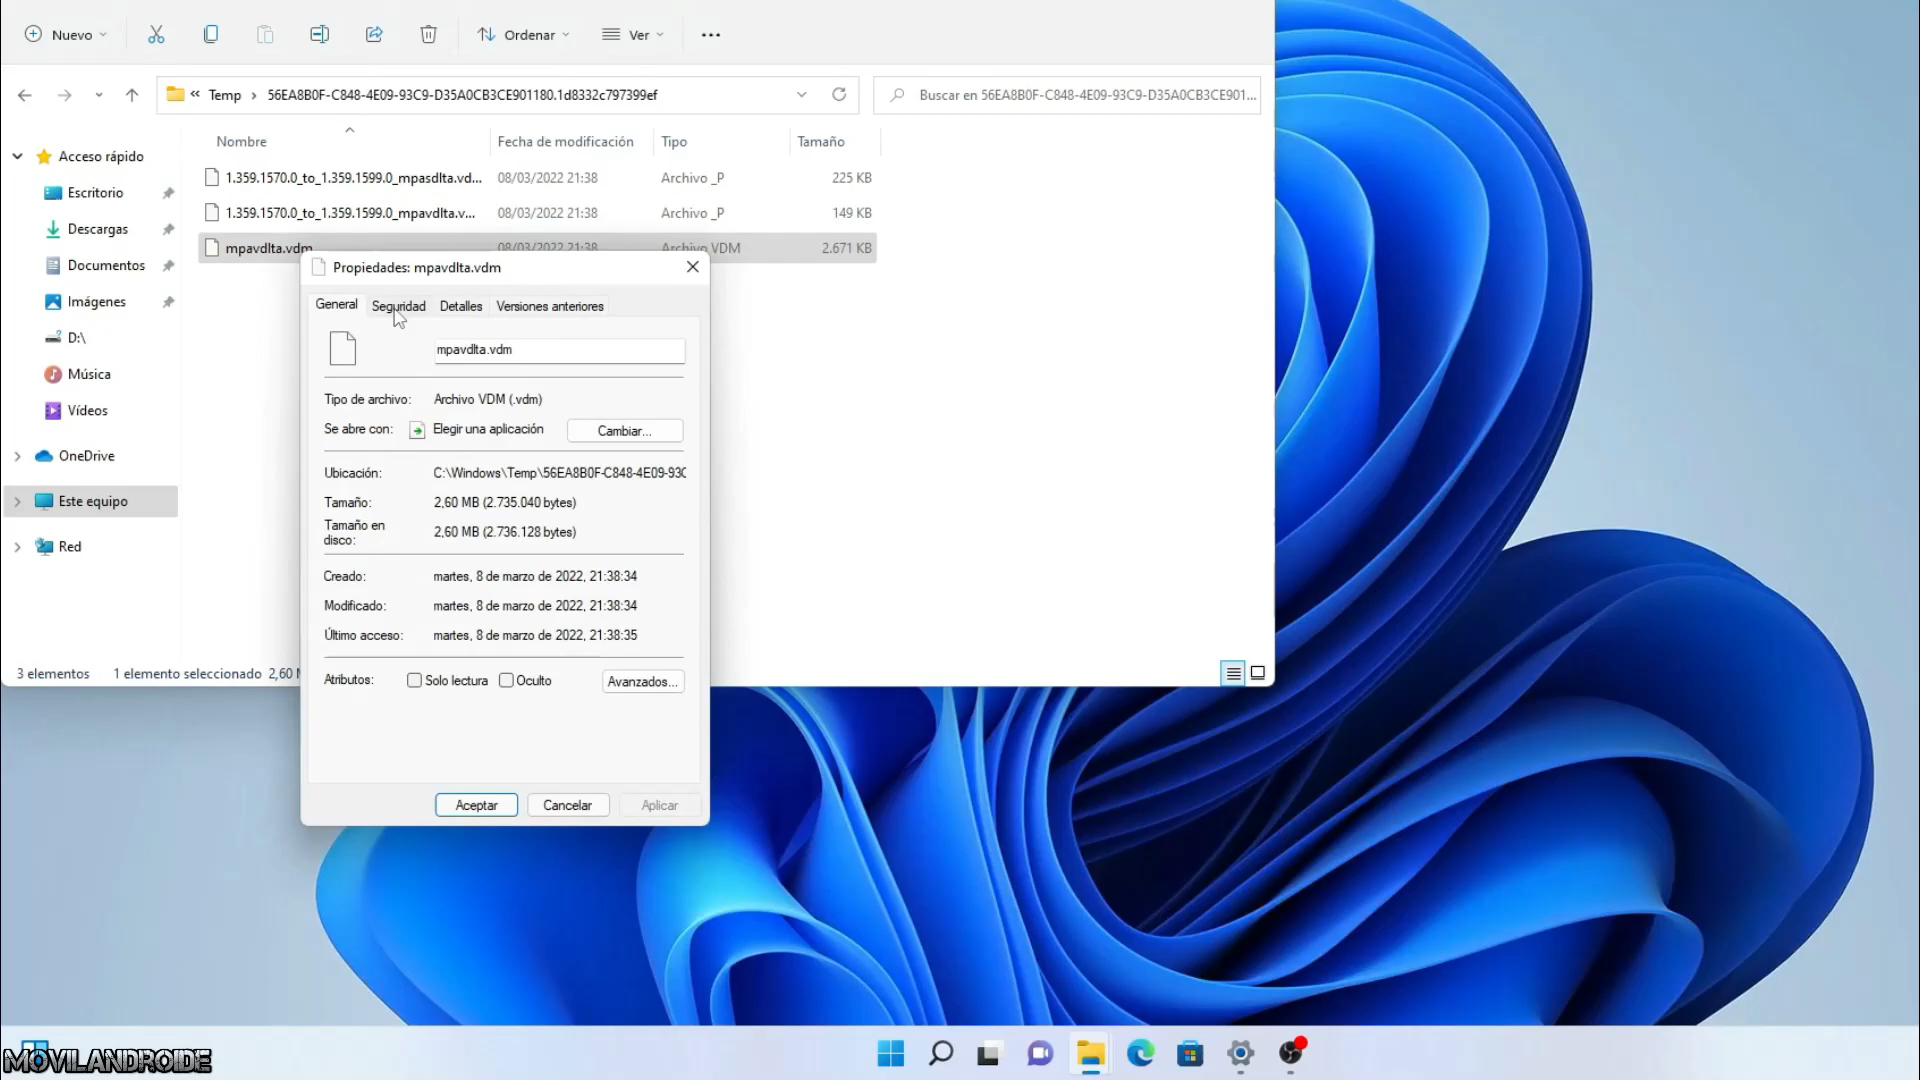 Nuevo
Ordenar
Ver
Temp
56EA8B0F-C848-4E09-93C9-D35A0CB3CE901180.1d8332c797399ef
Buscar en 56EA8B0F-C848-4E09-93C9-D35A0CB3CE901...
Nombre
Fecha de modificación
Tipo
Tamaño
Acceso rápido
Escritorio
Descargas
Documentos
Imágenes
D:\
Música
Vídeos
OneDrive
Este equipo
Red
1.359.1570.0_to_1.359.1599.0_mpasdlta.vd...
08/03/2022 21:38
Archivo _P
225 KB
1.359.1570.0_to_1.359.1599.0_mpavdlta.v...
08/03/2022 21:38
Archivo _P
149 KB
mpavdlta.vdm
08/03/2022 21:38
Archivo VDM
2.671 KB
Propiedades: mpavdlta.vdm
General
Seguridad
Detalles
Versiones anteriores
mpavdlta.vdm
Tipo de archivo:
Archivo VDM (.vdm)
Se abre con:
Elegir una aplicación
Cambiar...
Ubicación:
C:\Windows\Temp\56EA8B0F-C848-4E09-93C
Tamaño:
2,60 MB (2.735.040 bytes)
Tamaño en
disco:
2,60 MB (2.736.128 bytes)
Creado:
martes, 8 de marzo de 2022, 21:38:34
Modificado:
martes, 8 de marzo de 2022, 21:38:34
Último acceso:
martes, 8 de marzo de 2022, 21:38:35
Atributos:
Solo lectura
Oculto
Avanzados...
Aceptar
Cancelar
Aplicar
3 elementos
1 elemento seleccionado 2,60 M
MOVILANDROIDE